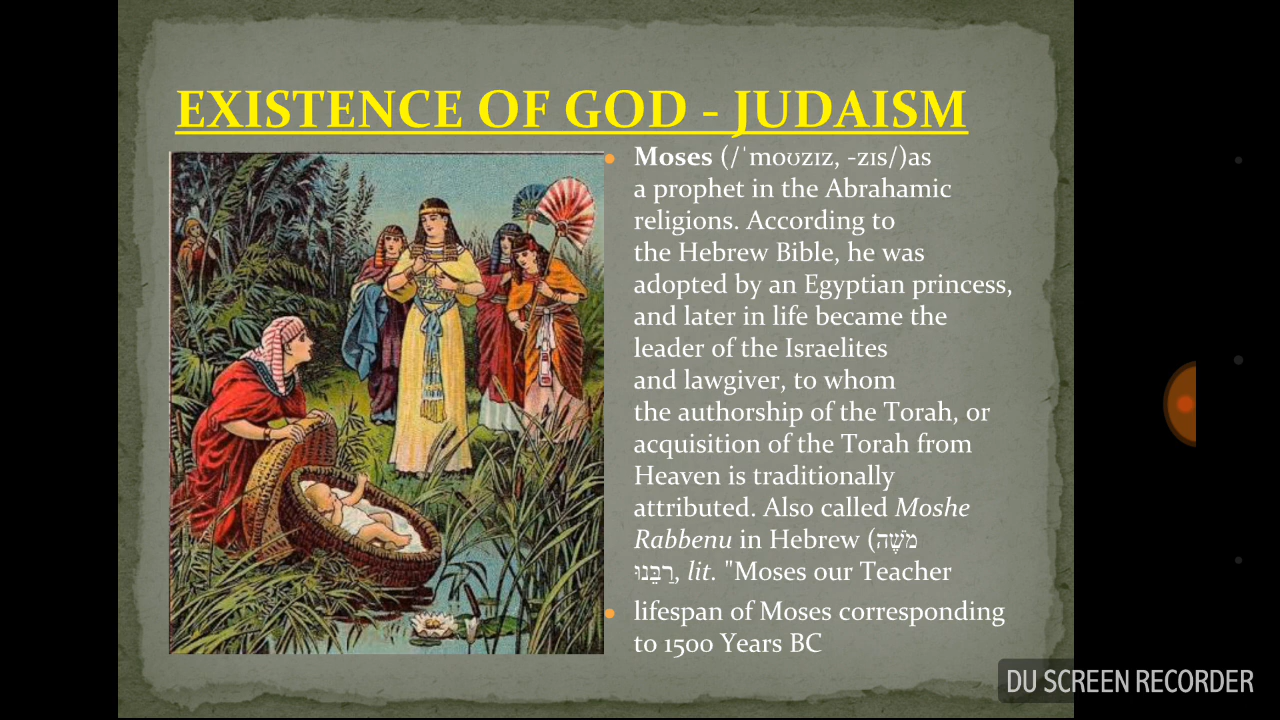 EXISTENCE OF GOD - JUDAISM
Moses (/ˈmoʊzɪz, -zɪs/)as
a prophet in the Abrahamic
religions. According to
the Hebrew Bible, he was
adopted by an Egyptian princess,
and later in life became the
leader of the Israelites
and lawgiver, to whom
the authorship of the Torah, or
acquisition of the Torah from
Heaven is traditionally
attributed. Also called Moshe
Rabbenu in Hebrew (מֹשֶׁה
רַבֵּנוּ, lit. "Moses our Teacher
lifespan of Moses corresponding
to 1500 Years BC
DU SCREEN RECORDER